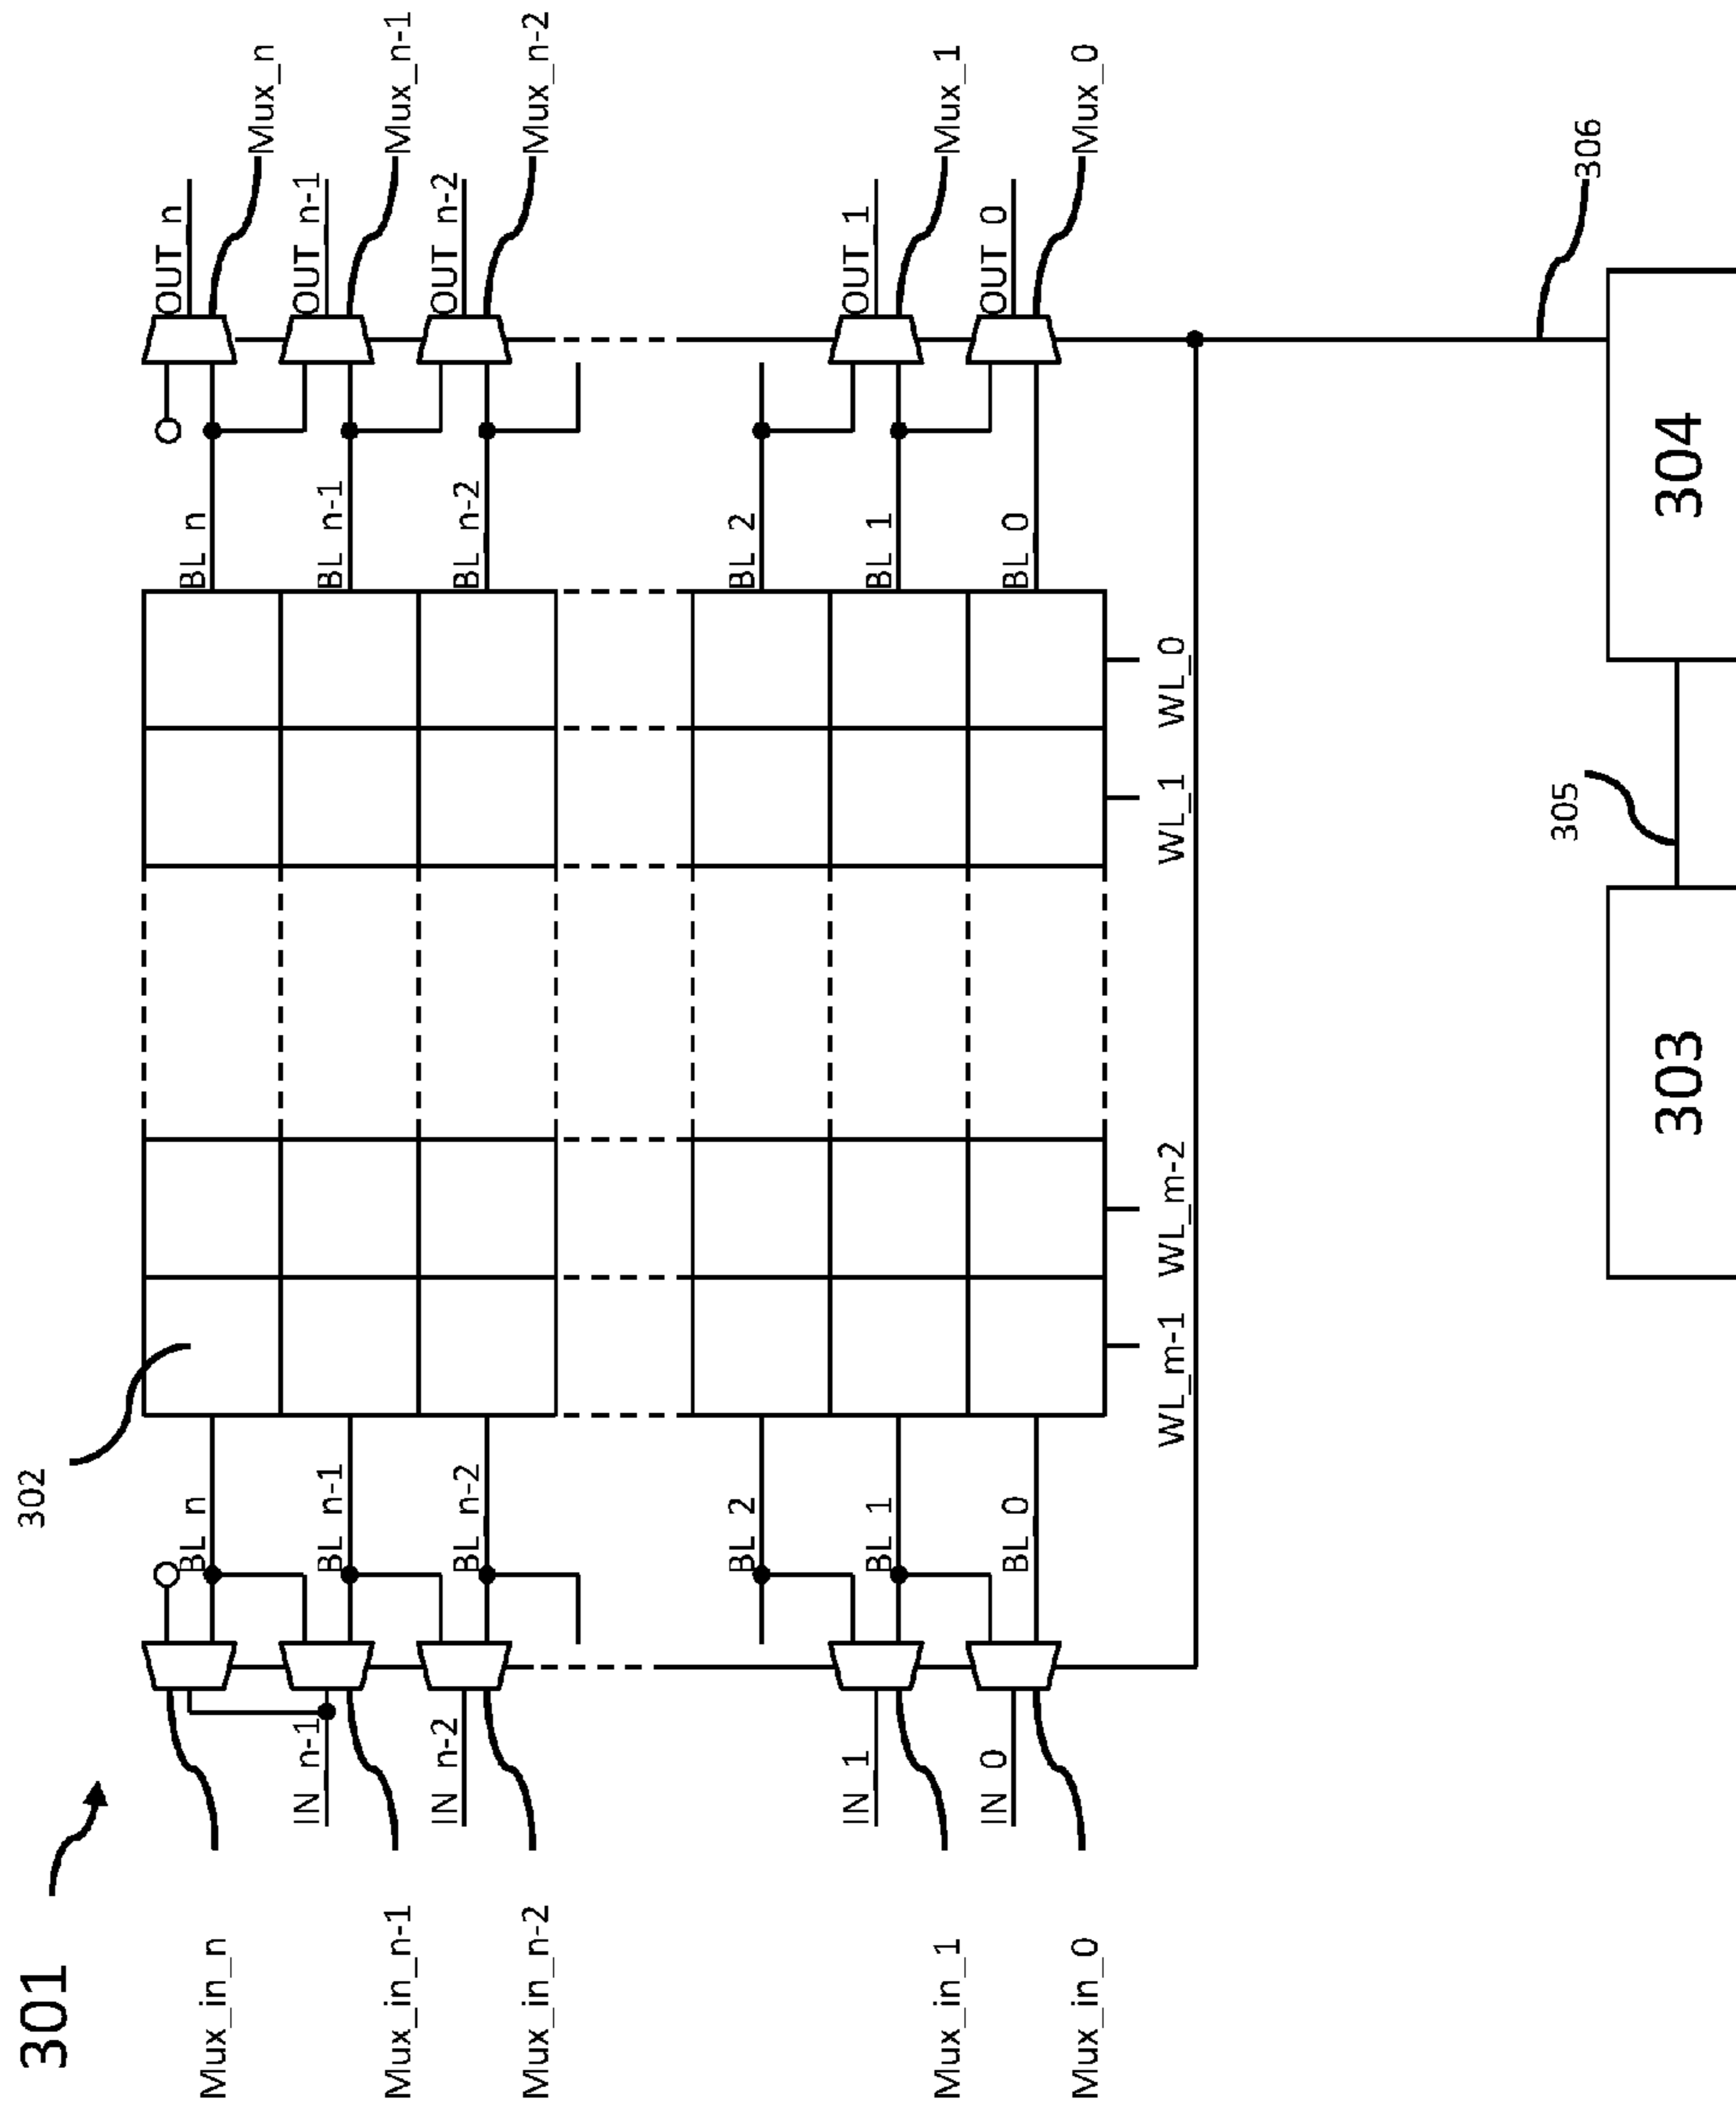 301
302
Mux_in_n
Mux_in_n-1
Mux_in_n-2
Mux_in_1
Mux_in_0
IN_n-1
IN_n-2
IN_1
IN_0
BL_n
BL_n-1
BL_n-2
BL_2
BL_1
BL_0
WL_m-1
WL_m-2
WL_1
WL_0
BL_n
BL_n-1
BL_n-2
BL_2
BL_1
BL_0
OUT_n
OUT_n-1
OUT_n-2
OUT_1
OUT_0
Mux_n
Mux_n-1
Mux_n-2
Mux_1
Mux_0
303
305
304
306